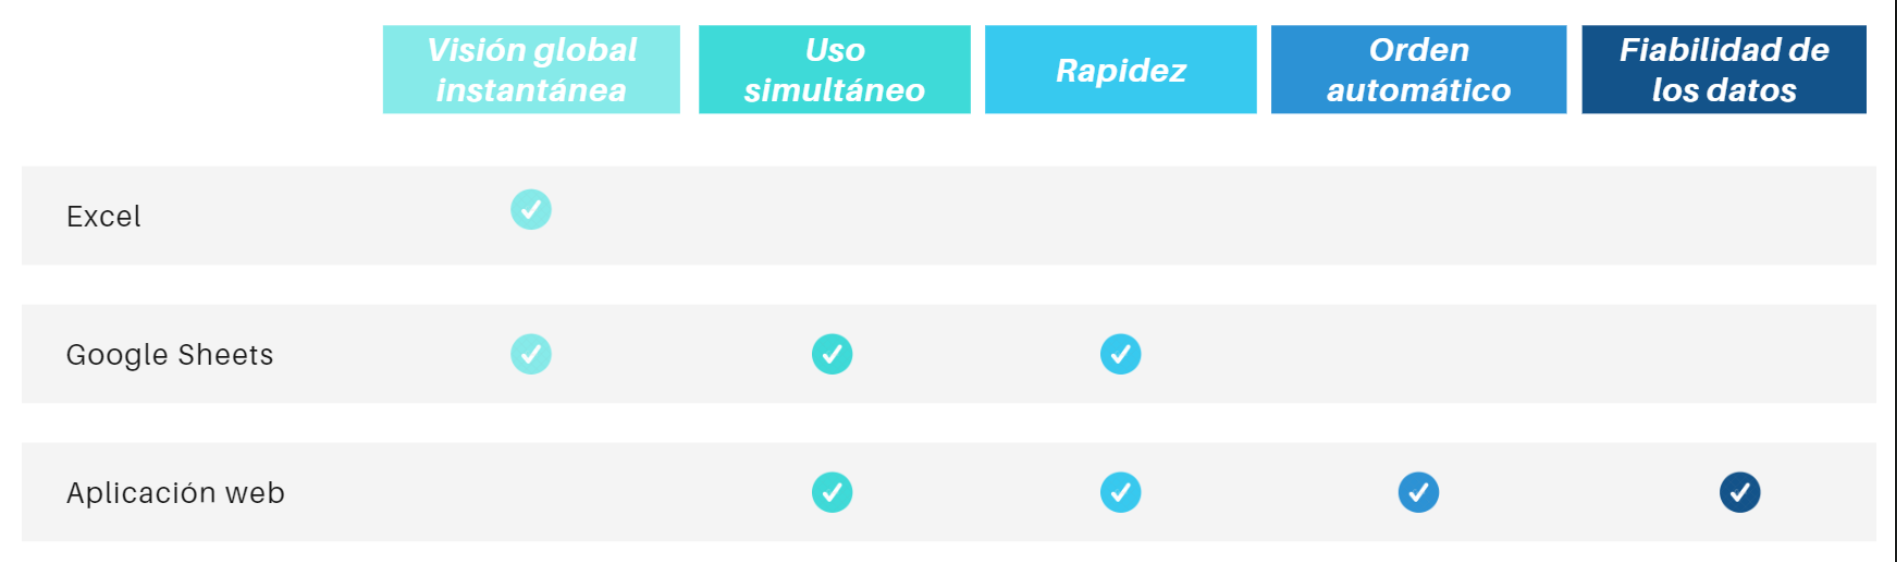 Visión global
instantánea
Uso
simultáneo
Rapidez
Orden
automático
Fiabilidad de
los datos
Excel
Google Sheets
Aplicación web